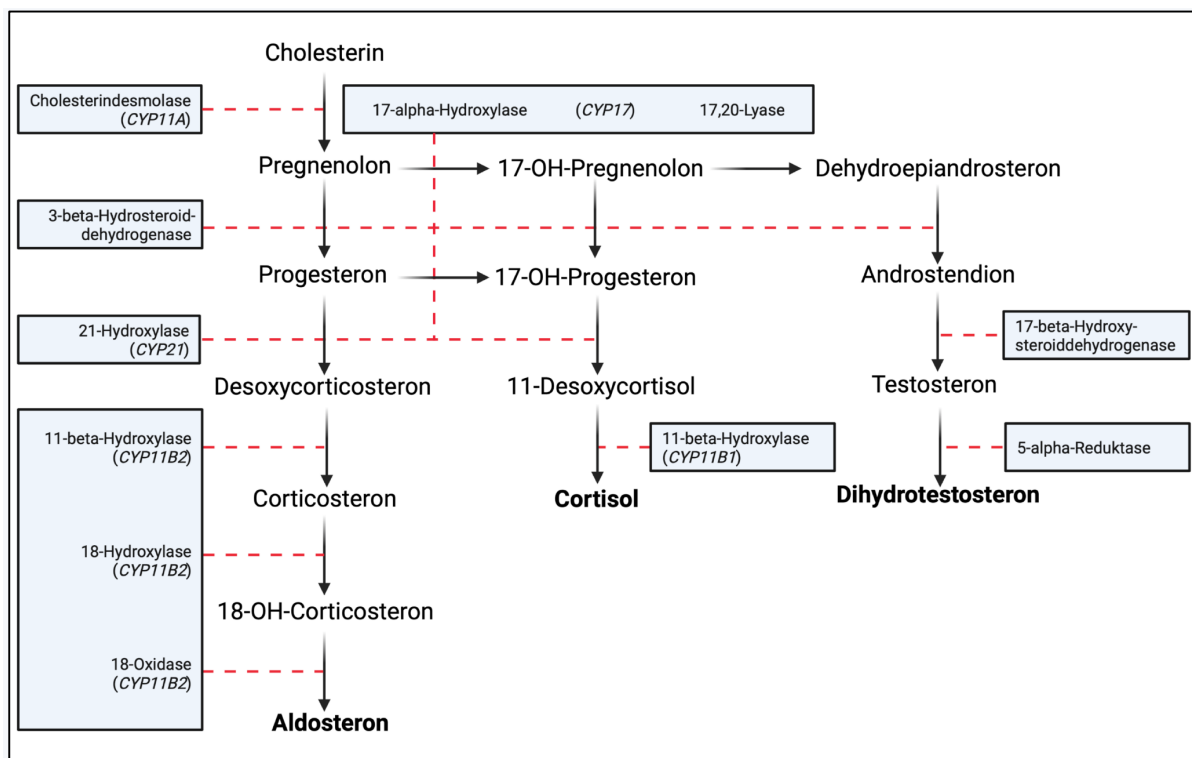 Cholesterin
Cholesterindesmolase
(CYP11A)
17-alpha-Hydroxylase (CYP17) 17,20-Lyase
Pregnenolon
17-OH-Pregnenolon
Dehydroepiandrosteron
3-beta-Hydrosteroid-
dehydrogenase
Progesteron
17-OH-Progesteron
Androstendion
21-Hydroxylase
(CYP21)
17-beta-Hydroxy-
steroiddehydrogenase
Desoxycorticosteron
11-Desoxycortisol
Testosteron
11-beta-Hydroxylase
(CYP11B2)
11-beta-Hydroxylase
(CYP11B1)
5-alpha-Reduktase
Corticosteron
Cortisol
Dihydrotestosteron
18-Hydroxylase
(CYP11B2)
18-OH-Corticosteron
18-Oxidase
(CYP11B2)
Aldosteron